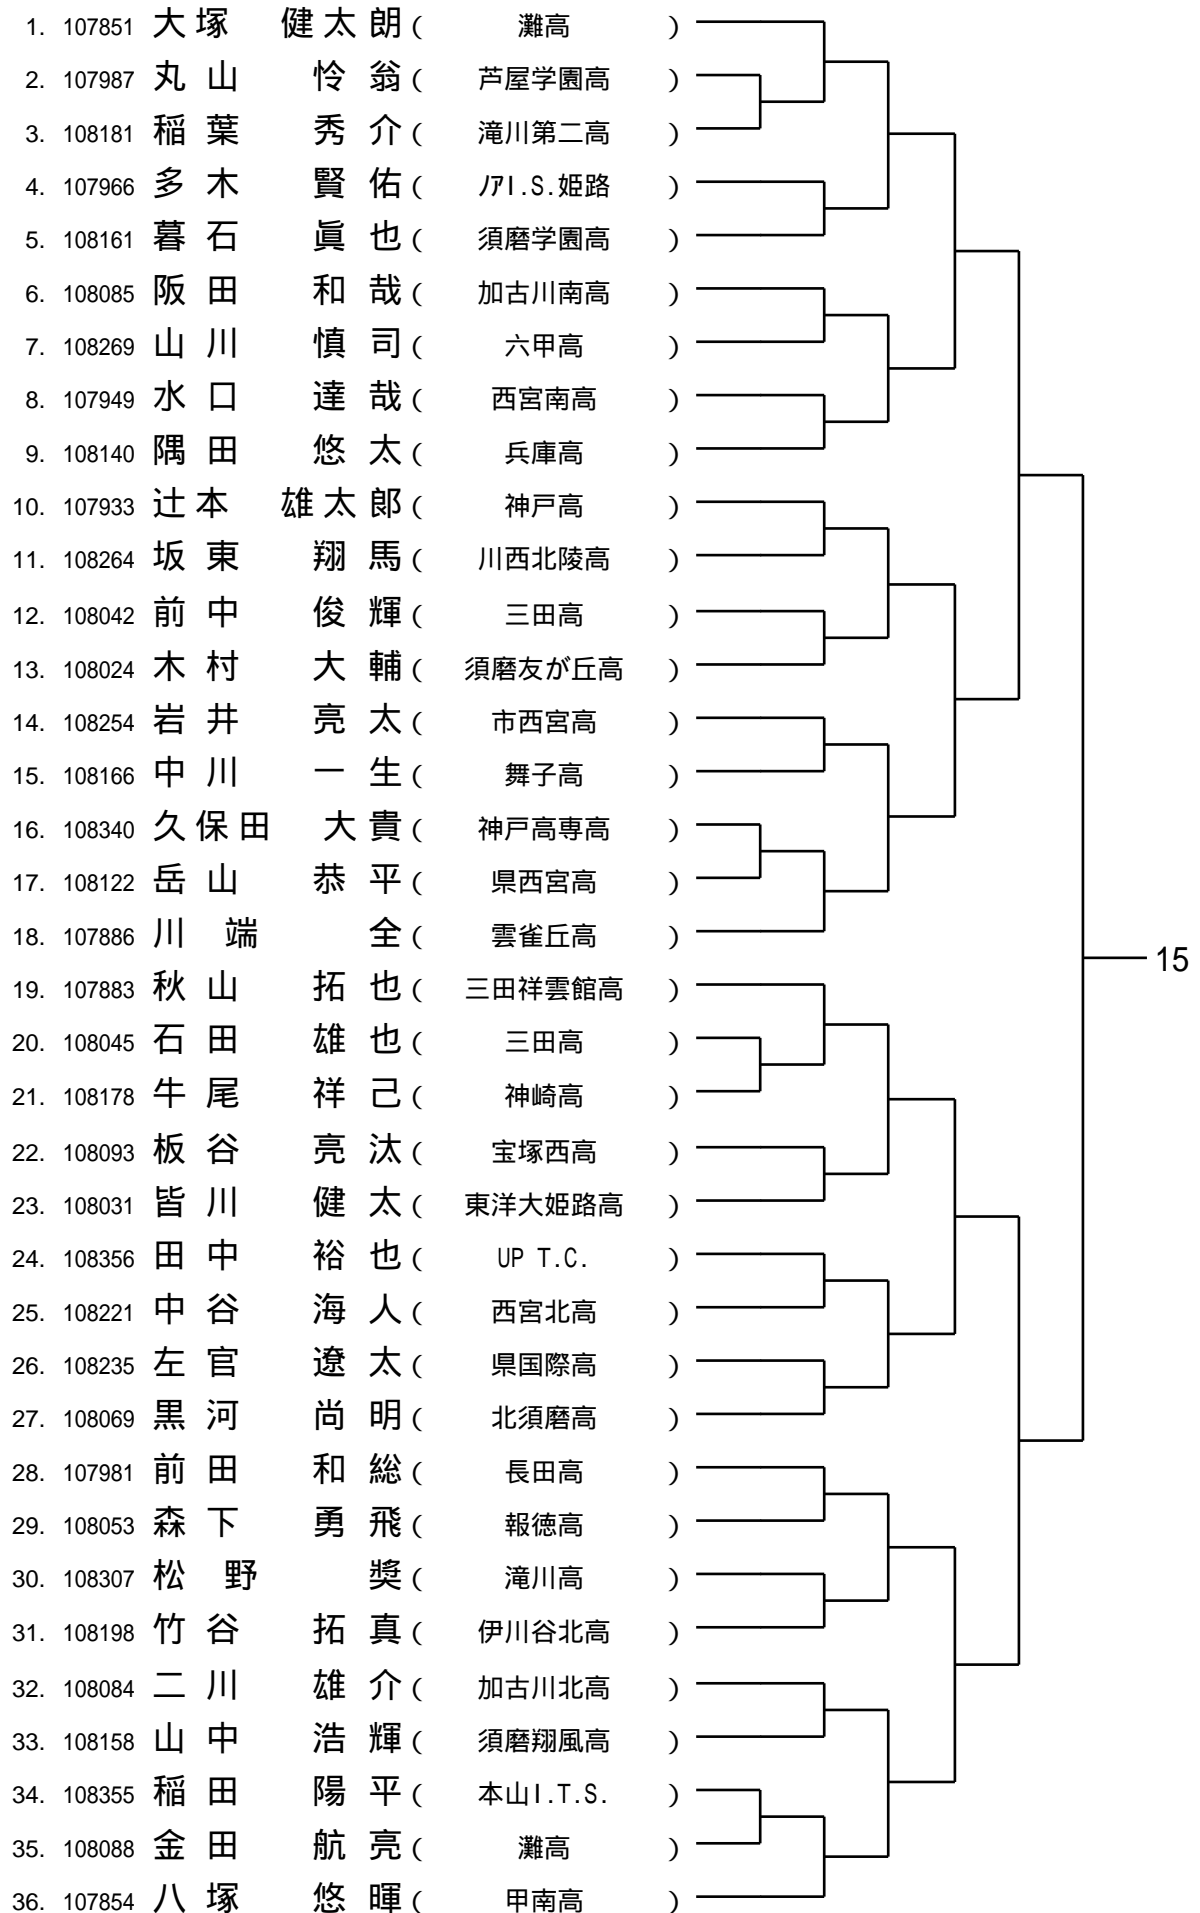 1. 107851 大塚 健太朗 ( 灘高 )
2. 107987 丸山 怜翁 ( 芦屋学園高 )
3. 108181 稲葉 秀介 ( 滝川第二高 )
4. 107966 多木 賢佑 ( ﾉｱI.S.姫路 )
5. 108161 暮石 眞也 ( 須磨学園高 )
6. 108085 阪田 和哉 ( 加古川南高 )
7. 108269 山川 慎司 ( 六甲高 )
8. 107949 水口 達哉 ( 西宮南高 )
9. 108140 隅田 悠太 ( 兵庫高 )
10. 107933 辻本 雄太郎 ( 神戸高 )
11. 108264 坂東 翔馬 ( 川西北陵高 )
12. 108042 前中 俊輝 ( 三田高 )
13. 108024 木村 大輔 ( 須磨友が丘高 )
14. 108254 岩井 亮太 ( 市西宮高 )
15. 108166 中川 一生 ( 舞子高 )
16. 108340 久保田 大貴 ( 神戸高専高 )
17. 108122 岳山 恭平 ( 県西宮高 )
18. 107886 川端 全 ( 雲雀丘高 )
15
19. 107883 秋山 拓也 ( 三田祥雲館高 )
20. 108045 石田 雄也 ( 三田高 )
21. 108178 牛尾 祥己 ( 神崎高 )
22. 108093 板谷 亮汰 ( 宝塚西高 )
23. 108031 皆川 健太 ( 東洋大姫路高 )
24. 108356 田中 裕也 ( UP T.C. )
25. 108221 中谷 海人 ( 西宮北高 )
26. 108235 左官 遼太 ( 県国際高 )
27. 108069 黒河 尚明 ( 北須磨高 )
28. 107981 前田 和総 ( 長田高 )
29. 108053 森下 勇飛 ( 報徳高 )
30. 108307 松野 奨 ( 滝川高 )
31. 108198 竹谷 拓真 ( 伊川谷北高 )
32. 108084 二川 雄介 ( 加古川北高 )
33. 108158 山中 浩輝 ( 須磨翔風高 )
34. 108355 稲田 陽平 ( 本山I.T.S. )
35. 108088 金田 航亮 ( 灘高 )
36. 107854 八塚 悠暉 ( 甲南高 )